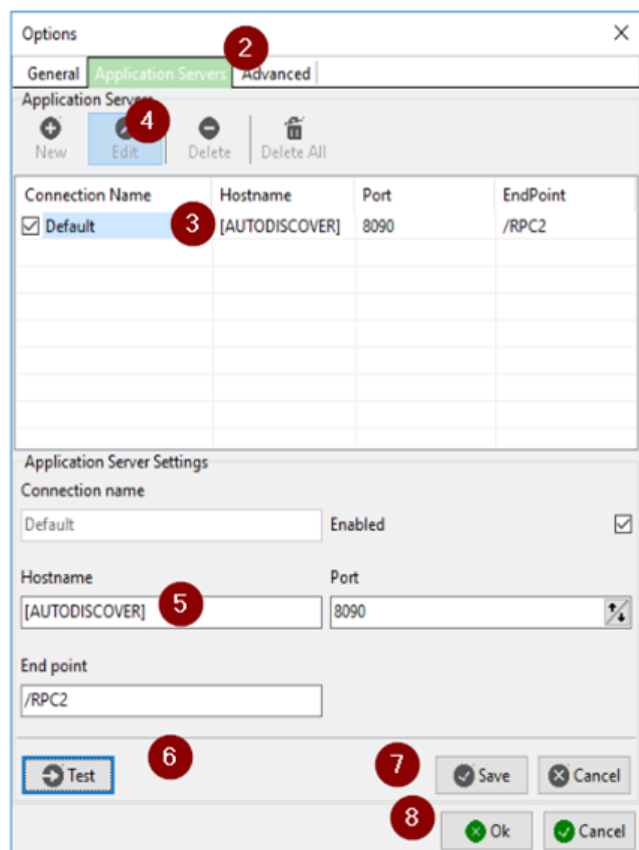 Options
2
General Application Servers Advanced
Application Servers
4
New Edit Delete Delete All
Connection Name Hostname Port EndPoint
Default 3 [AUTODISCOVER] 8090 /RPC2
Application Server Settings
Connection name
Default Enabled
Hostname Port
[AUTODISCOVER] 5 8090
End point
/RPC2
6
Test 7 Save Cancel
8 Ok Cancel